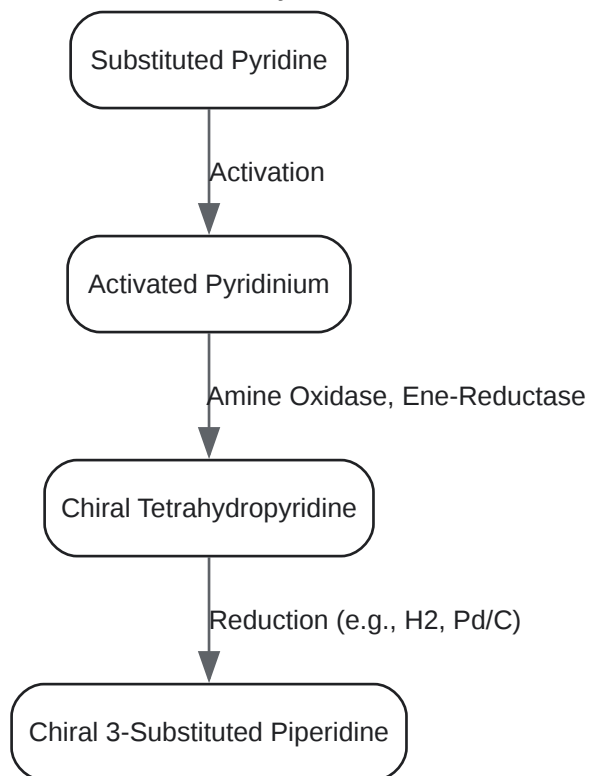 Substituted Pyridine
Activation
Activated Pyridinium
Amine Oxidase, Ene-Reductase
Chiral Tetrahydropyridine
Reduction (e.g., H2, Pd/C)
Chiral 3-Substituted Piperidine